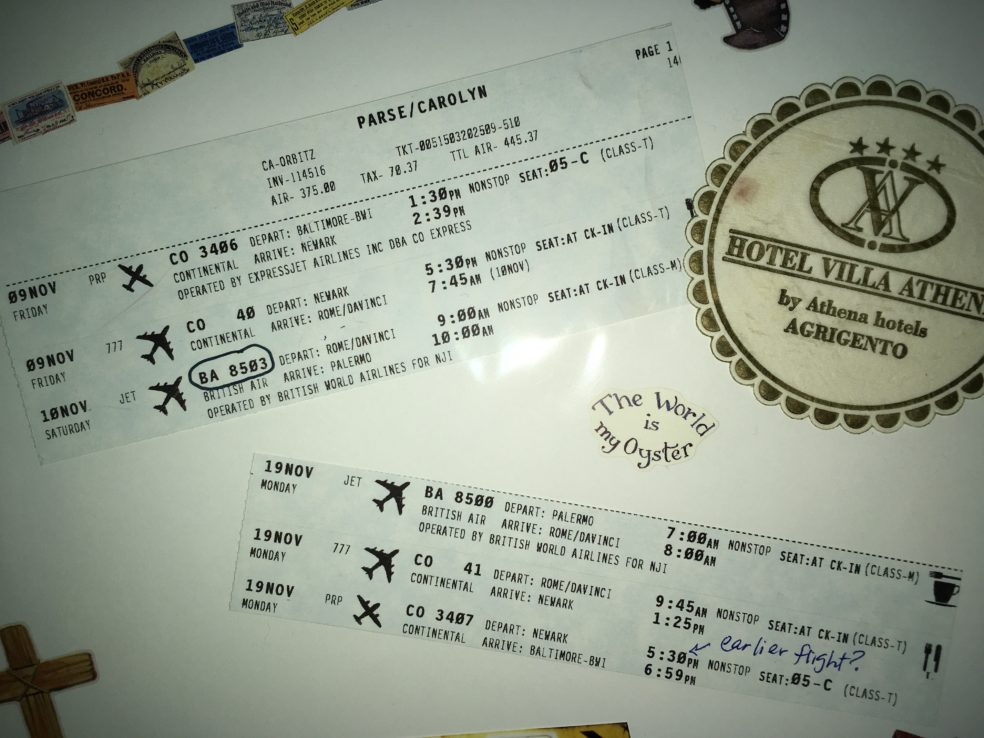 CONCORD.
PAGE 1
14
PARSE/CAROLYN
CA-ORBITZ TKT-0051503202509-510
INV-114516
AIR- 375.00 TAX- 70.37 TTL AIR- 445.37
09NOV PRP CO 3406 DEPART: BALTIMORE-BWI 1:30PM NONSTOP SEAT:05-C (CLASS-T)
FRIDAY CONTINENTAL ARRIVE: NEWARK 2:39PM
OPERATED BY EXPRESSJET AIRLINES INC DBA CO EXPRESS
09NOV 777 CO 40 DEPART: NEWARK 5:30PM NONSTOP SEAT:AT CK-IN (CLASS-T)
FRIDAY CONTINENTAL ARRIVE: ROME/DAVINCI 7:45AM (10NOV)
10NOV JET BA 8503 DEPART: ROME/DAVINCI 9:00AM NONSTOP SEAT:AT CK-IN (CLASS-M)
SATURDAY BRITISH AIR ARRIVE: PALERMO 10:00AM
OPERATED BY BRITISH WORLD AIRLINES FOR NJI
HOTEL VILLA ATHEN
by Athena hotels
AGRIGENTO
The World
is
my Oyster
19NOV JET BA 8500 DEPART: PALERMO 7:00AM NONSTOP SEAT:AT CK-IN (CLASS-M)
MONDAY BRITISH AIR ARRIVE: ROME/DAVINCI 8:00AM
OPERATED BY BRITISH WORLD AIRLINES FOR NJI
19NOV 777 CO 41 DEPART: ROME/DAVINCI 9:45AM NONSTOP SEAT:AT CK-IN (CLASS-T)
MONDAY CONTINENTAL ARRIVE: NEWARK 1:25PM
earlier flight?
19NOV PRP CO 3407 DEPART: NEWARK 5:30PM NONSTOP SEAT:05-C (CLASS-T)
MONDAY CONTINENTAL ARRIVE: BALTIMORE-BWI 6:59PM